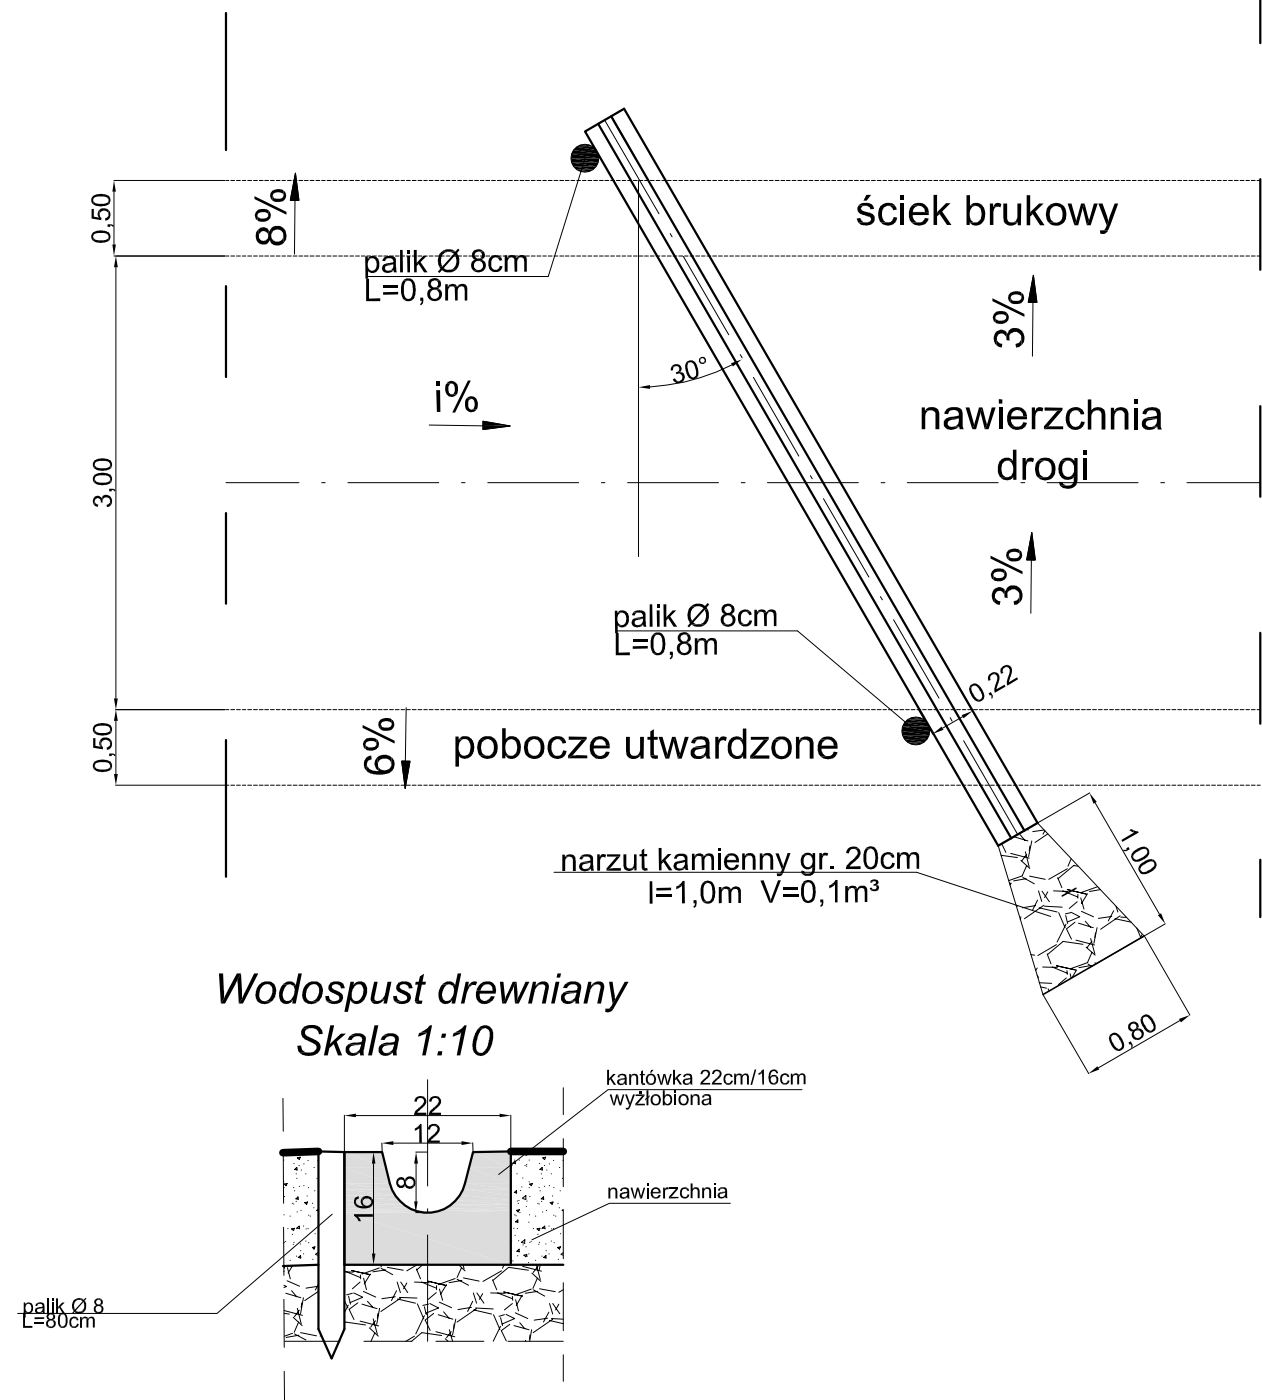 0,50
8%
ściek brukowy
palik Ø 8cm
L=0,8m
3%
30°
i%
nawierzchnia
drogi
3,00
3%
palik Ø 8cm
L=0,8m
0,22
0,50
6%
pobocze utwardzone
1,00
narzut kamienny gr. 20cm
l=1,0m V=0,1m³
0,80
Wodospust drewniany
Skala 1:10
kantówka 22cm/16cm
wyżłobiona
22
12
8
16
nawierzchnia
palik Ø 8
L=80cm